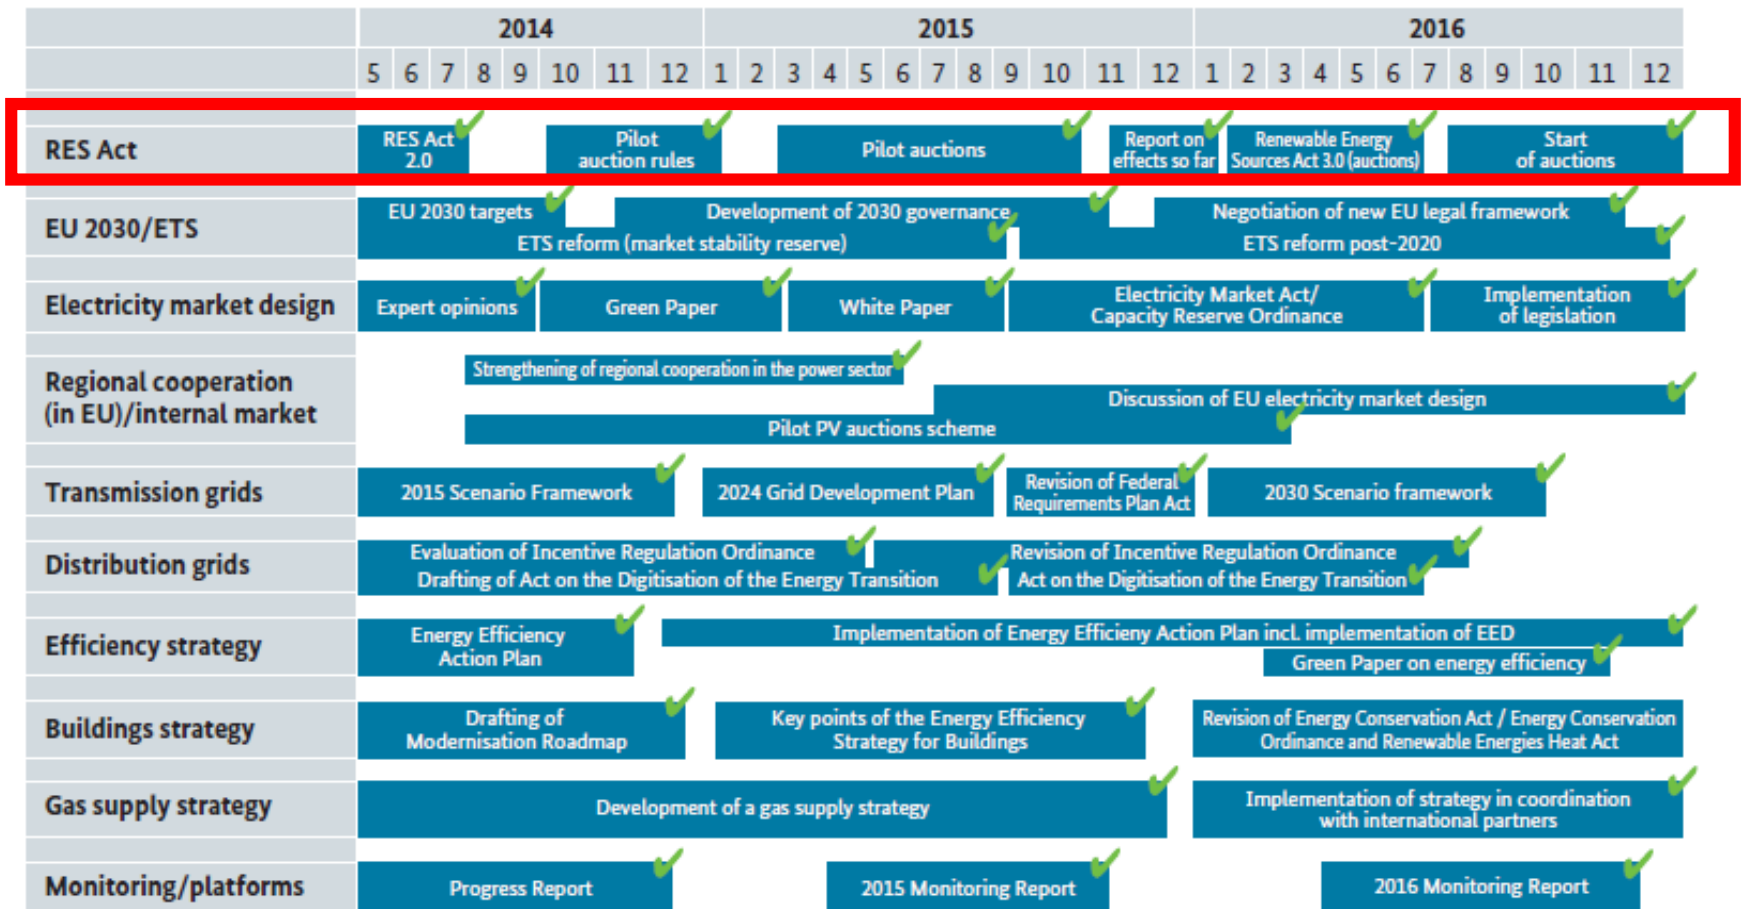 2014 2015 2016
5 6 7 8 9 10 11 12 1 2 3 4 5 6 7 8 9 10 11 12 1 2 3 4 5 6 7 8 9 10 11 12
RES Act
RES Act
2.0
Pilot
auction rules
Pilot auctions
Report on
effects so far
Renewable Energy
Sources Act 3.0 (auctions)
Start
of auctions
EU 2030/ETS
EU 2030 targets
Development of 2030 governance
Negotiation of new EU legal framework
ETS reform (market stability reserve)
ETS reform post-2020
Electricity market design
Expert opinions
Green Paper
White Paper
Electricity Market Act/
Capacity Reserve Ordinance
Implementation
of legislation
Regional cooperation
(in EU)/internal market
Strengthening of regional cooperation in the power sector
Discussion of EU electricity market design
Pilot PV auctions scheme
Transmission grids
2015 Scenario Framework
2024 Grid Development Plan
Revision of Federal
Requirements Plan Act
2030 Scenario framework
Distribution grids
Evaluation of Incentive Regulation Ordinance
Revision of Incentive Regulation Ordinance
Drafting of Act on the Digitisation of the Energy Transition
Act on the Digitisation of the Energy Transition
Efficiency strategy
Energy Efficiency
Action Plan
Implementation of Energy Efficieny Action Plan incl. implementation of EED
Green Paper on energy efficiency
Buildings strategy
Drafting of
Modernisation Roadmap
Key points of the Energy Efficiency
Strategy for Buildings
Revision of Energy Conservation Act / Energy Conservation
Ordinance and Renewable Energies Heat Act
Gas supply strategy
Development of a gas supply strategy
Implementation of strategy in coordination
with international partners
Monitoring/platforms
Progress Report
2015 Monitoring Report
2016 Monitoring Report